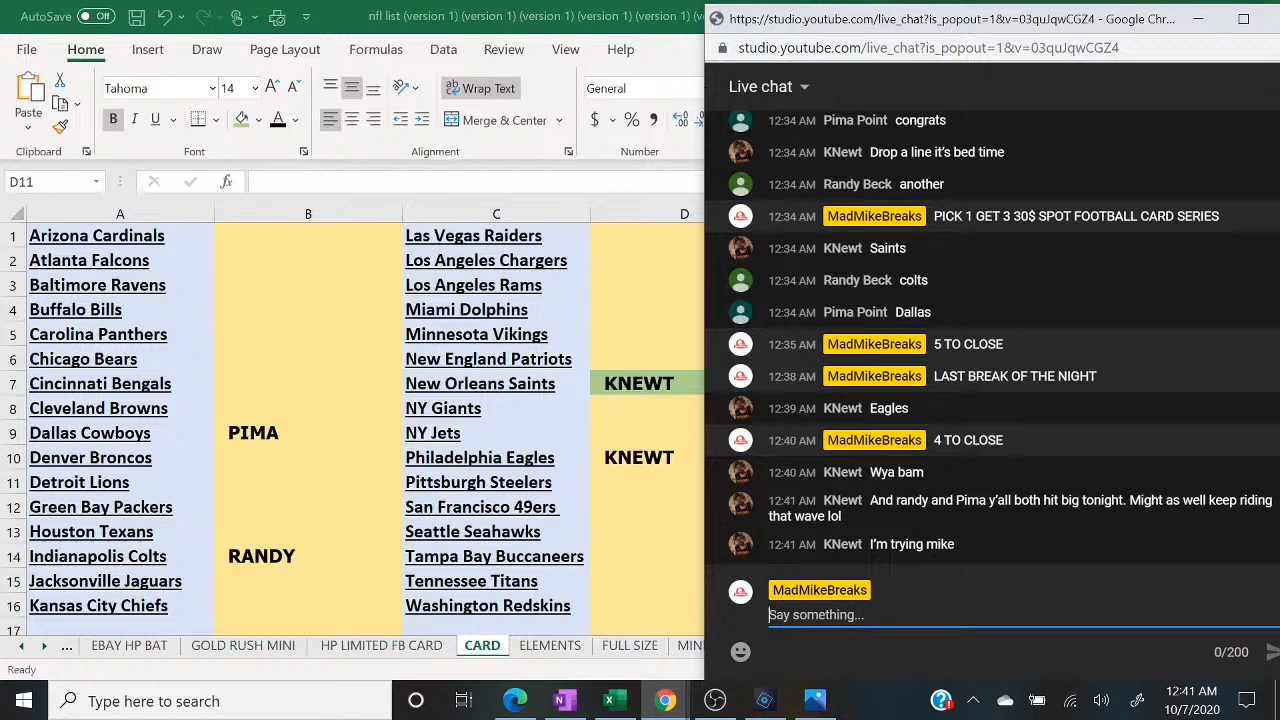 AutoSave Off
nfl list (version 1) (version 1) (version 1) (version 1) (
File Home Insert Draw Page Layout Formulas Data Review View Help
Paste
Clipboard
Tahoma 14
B I U
Font
Wrap Text
Merge & Center
Alignment
General
$ % 
Number
D11 fx
A B C D
1 Arizona Cardinals Las Vegas Raiders
2 Atlanta Falcons Los Angeles Chargers
3 Baltimore Ravens Los Angeles Rams
4 Buffalo Bills Miami Dolphins
5 Carolina Panthers Minnesota Vikings
6 Chicago Bears New England Patriots
7 Cincinnati Bengals New Orleans Saints KNEWT
8 Cleveland Browns NY Giants
9 Dallas Cowboys PIMA NY Jets
10 Denver Broncos Philadelphia Eagles KNEWT
11 Detroit Lions Pittsburgh Steelers
12 Green Bay Packers San Francisco 49ers
13 Houston Texans Seattle Seahawks
14 Indianapolis Colts RANDY Tampa Bay Buccaneers
15 Jacksonville Jaguars Tennessee Titans
16 Kansas City Chiefs Washington Redskins
17
... EBAY HP BAT GOLD RUSH MINI HP LIMITED FB CARD CARD ELEMENTS FULL SIZE MIN
Ready
https://studio.youtube.com/live_chat?is_popout=1&v=03quJqwCGZ4 - Google Chr...
studio.youtube.com/live_chat?is_popout=1&v=03quJqwCGZ4
Live chat
12:34 AM Pima Point congrats
12:34 AM KNewt Drop a line it's bed time
12:34 AM Randy Beck another
12:34 AM MadMikeBreaks PICK 1 GET 3 30$ SPOT FOOTBALL CARD SERIES
12:34 AM KNewt Saints
12:34 AM Randy Beck colts
12:34 AM Pima Point Dallas
12:35 AM MadMikeBreaks 5 TO CLOSE
12:38 AM MadMikeBreaks LAST BREAK OF THE NIGHT
12:39 AM KNewt Eagles
12:40 AM MadMikeBreaks 4 TO CLOSE
12:40 AM KNewt Wya bam
12:41 AM KNewt And randy and Pima y'all both hit big tonight. Might as well keep riding
that wave lol
12:41 AM KNewt I'm trying mike
MadMikeBreaks
Say something...
0/200
Type here to search
12:41 AM
10/7/2020